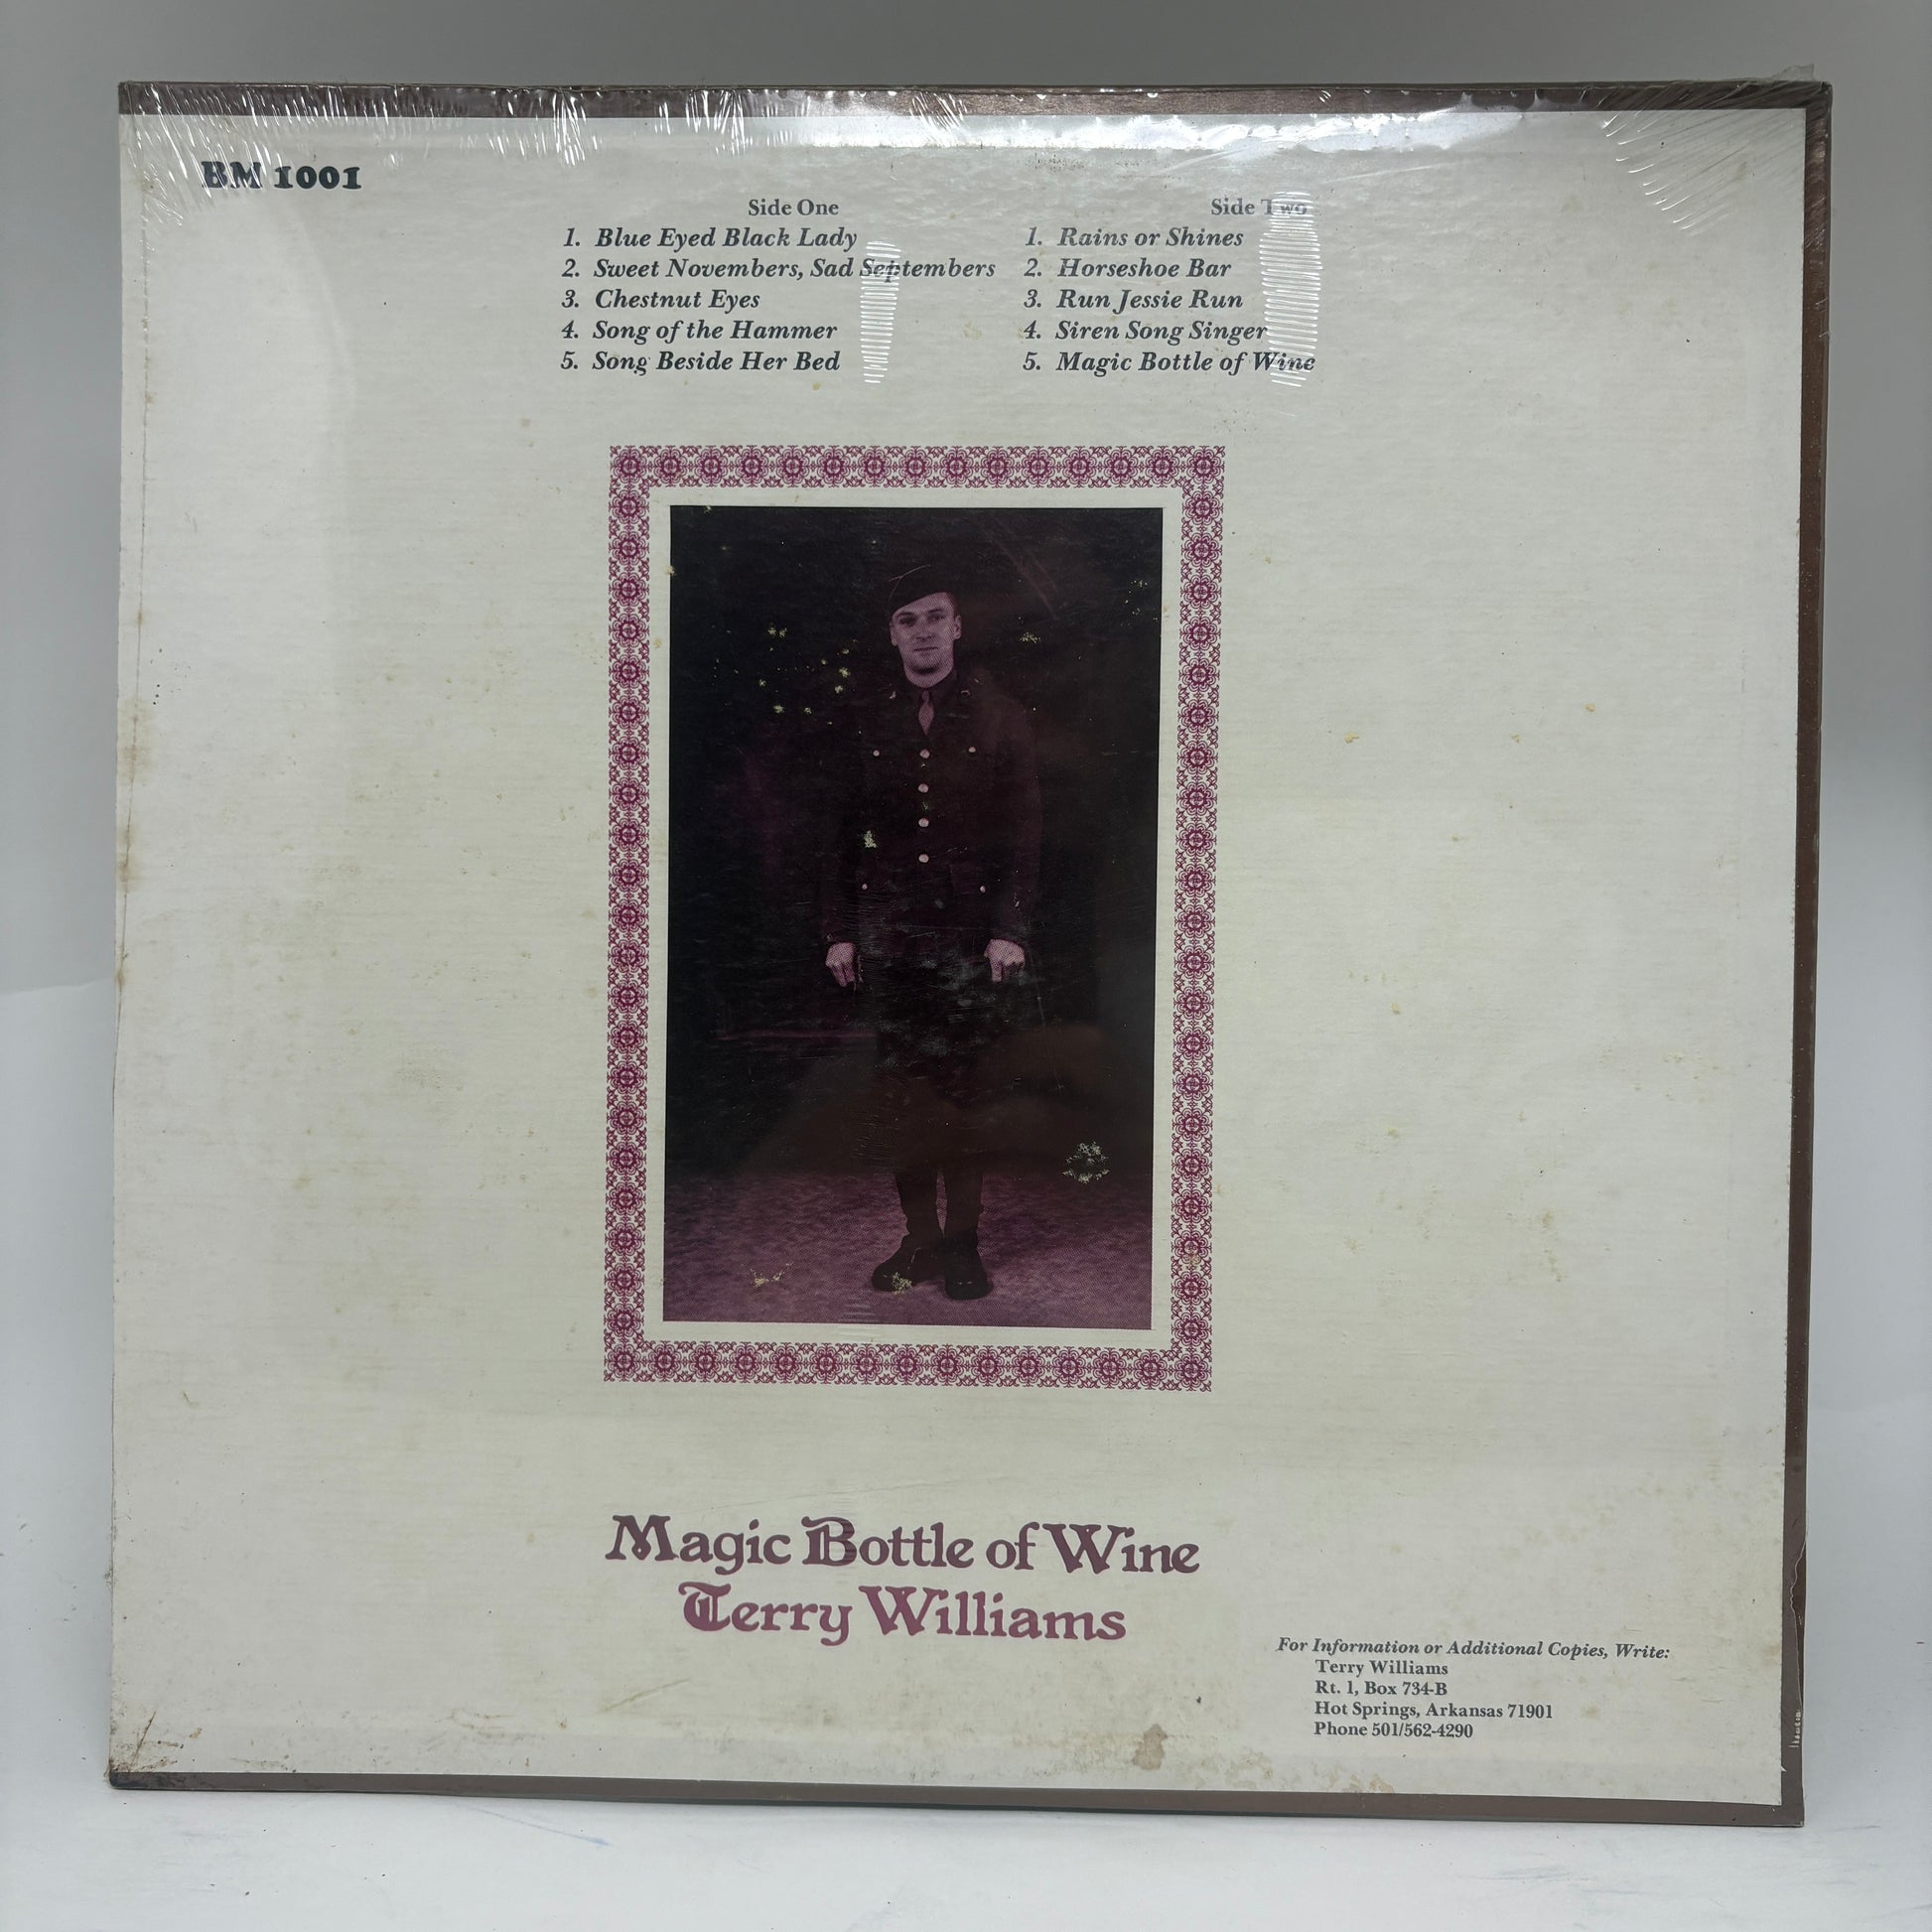 BM 1001
Side One
1. Blue Eyed Black Lady
2. Sweet Novembers, Sad Septembers
3. Chestnut Eyes
4. Song of the Hammer
5. Song Beside Her Bed
Side Two
1. Rains or Shines
2. Horseshoe Bar
3. Run Jessie Run
4. Siren Song Singer
5. Magic Bottle of Wine
Magic Bottle of Wine
Terry Williams
For Information or Additional Copies, Write:
Terry Williams
Rt. 1, Box 734-B
Hot Springs, Arkansas 71901
Phone 501/562-4290